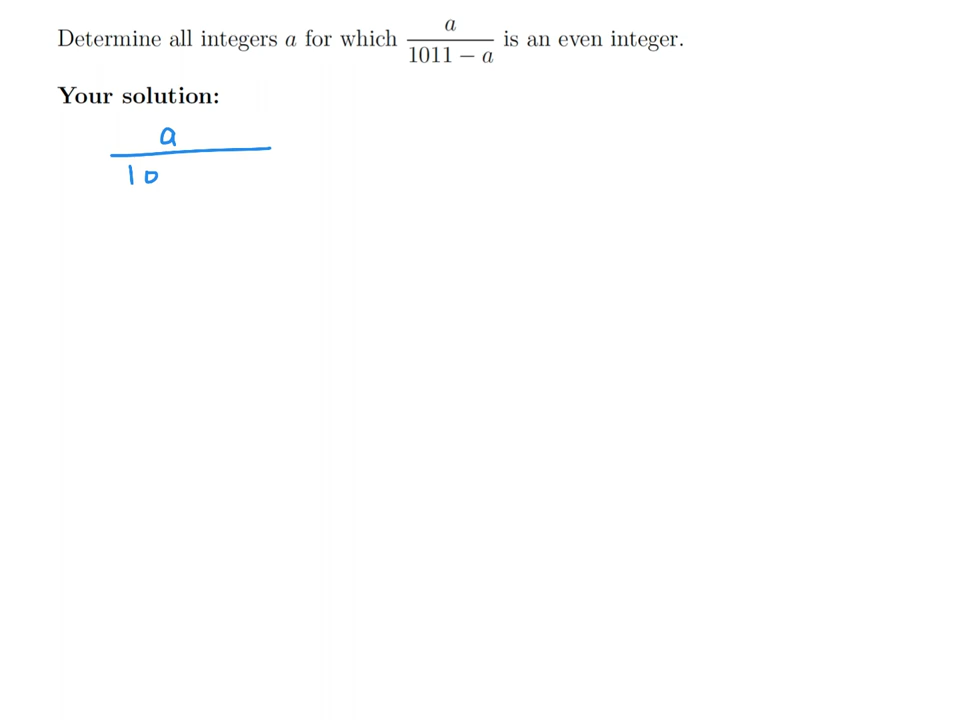 Determine all integers a for which a/(1011 − a) is an even integer.
Your solution:
a
10